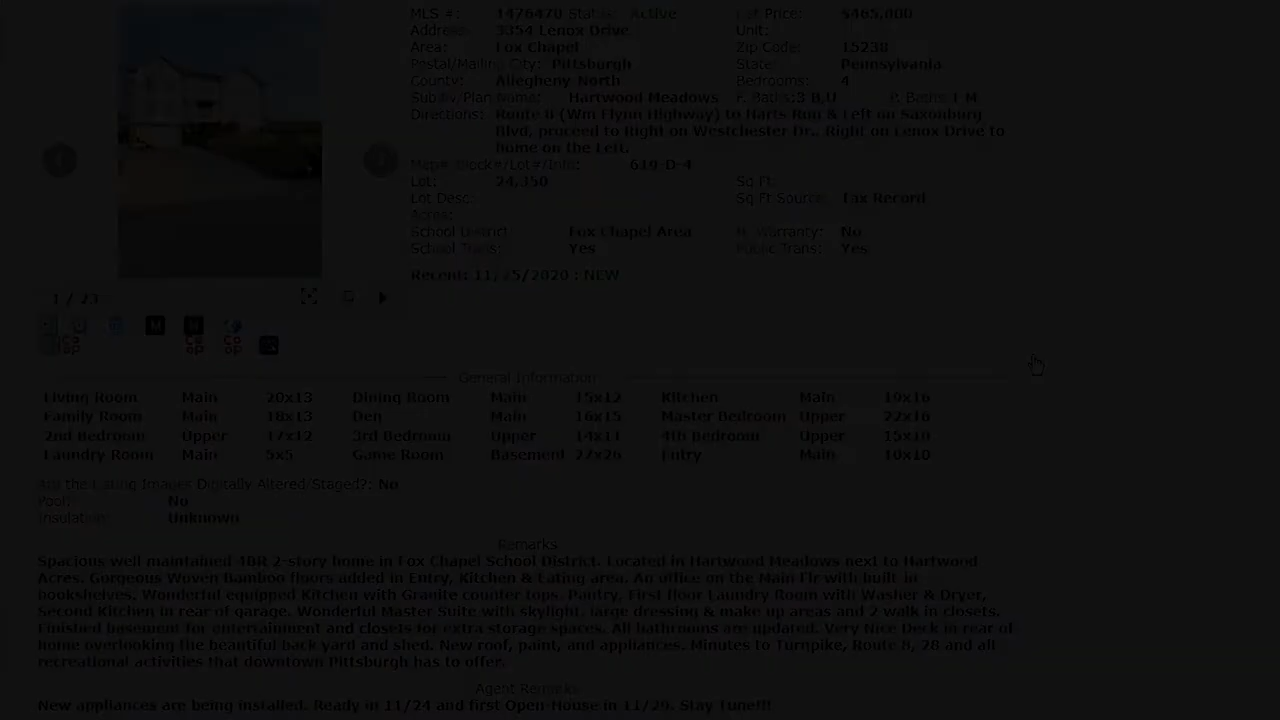 MLS #: 1476470 Status: Active List Price: $465,000
Address: 3354 Lenox Drive Unit:
Area: Fox Chapel Zip Code: 15238
Postal/Mailing City: Pittsburgh State: Pennsylvania
County: Allegheny North Bedrooms: 4
Subdiv/Plan Name: Hartwood Meadows F. Baths: 3 B,U P. Baths: 1 M
Directions: Route 8 (Wm Flynn Highway) to Harts Run & Left on Saxonburg
Blvd, proceed to Right on Westchester Dr., Right on Lenox Drive to
home on the Left.
Map#/Block#/Lot#/Info: 619-D-4
Lot: 24,350 Sq Ft:
Lot Desc: Sq Ft Source: Tax Record
Acres:
School District: Fox Chapel Area H. Warranty: No
School Trans: Yes Public Trans: Yes
Recent: 11/25/2020 : NEW
1 / 23
General Information
Living Room Main 20x13 Dining Room Main 15x12 Kitchen Main 19x16
Family Room Main 18x13 Den Main 16x15 Master Bedroom Upper 22x16
2nd Bedroom Upper 17x12 3rd Bedroom Upper 14x11 4th Bedroom Upper 15x10
Laundry Room Main 5x5 Game Room Basement 27x26 Entry Main 10x10
Are the Listing Images Digitally Altered/Staged?: No
Pool: No
Insulation: Unknown
Remarks
Spacious well maintained 4BR 2-story home in Fox Chapel School District. Located in Hartwood Meadows next to Hartwood
Acres. Gorgeous Woven Bamboo floors added in Entry, Kitchen & Eating area. An office on the Main Flr with built in
bookshelves. Wonderful equipped Kitchen with Granite counter tops. Pantry, First floor Laundry Room with Washer & Dryer,
Second Kitchen in rear of garage. Wonderful Master Suite with skylight, large dressing & make up areas and 2 walk in closets.
Finished basement for entertainment and closets for extra storage spaces. All bathrooms are updated. Very Nice Deck in rear of
home overlooking the beautiful back yard and shed. New roof, paint, and appliances. Minutes to Turnpike, Route 8, 28 and all
recreational activities that downtown Pittsburgh has to offer.
Agent Remarks
New appliances are being installed. Ready in 11/24 and first Open-House in 11/29. Stay Tune!!!